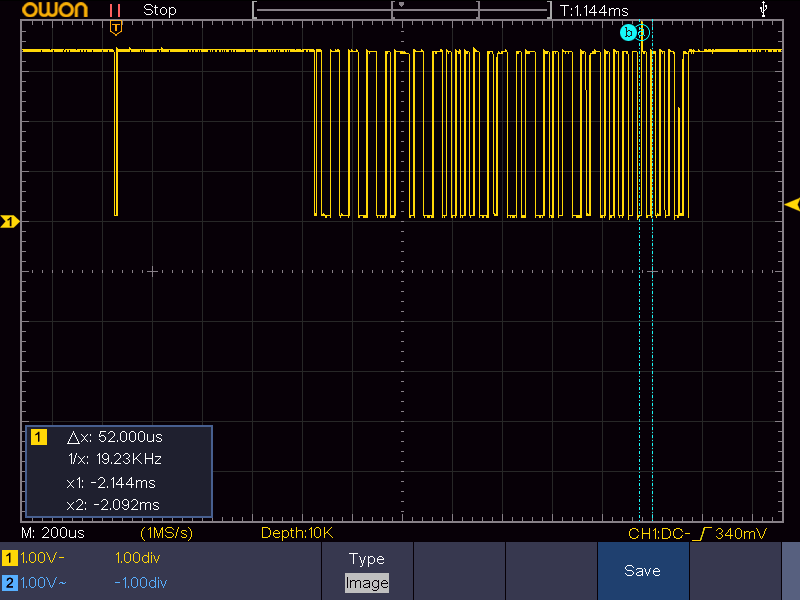 OWON Stop T:1.144ms
T
b a
1
1 △x: 52.000us
1/x: 19.23KHz
x1: -2.144ms
x2: -2.092ms
M: 200us (1MS/s) Depth:10K CH1:DC- 340mV
1 1.00V- 1.00div Type Save
2 1.00V~ -1.00div Image